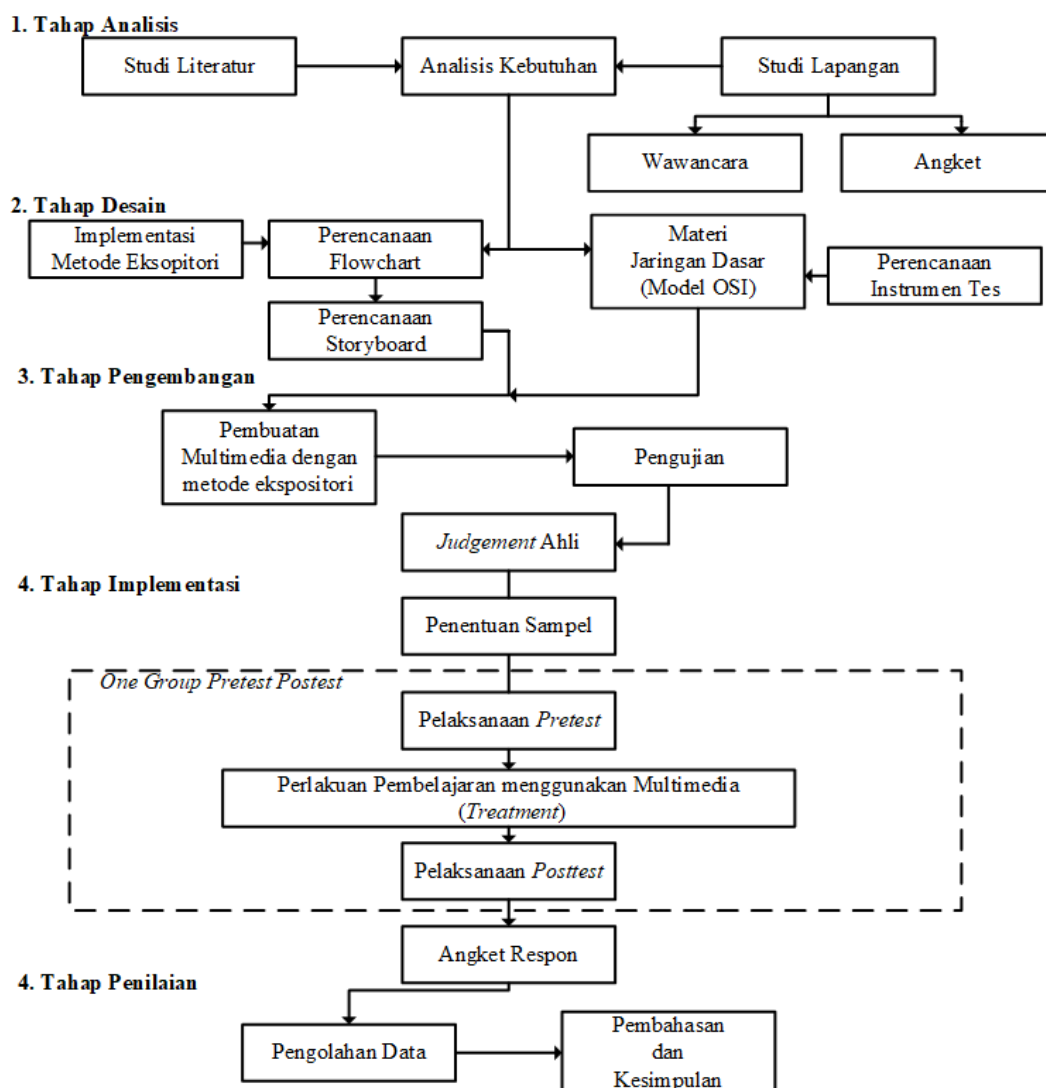 1. Tahap Analisis
Studi Literatur
Analisis Kebutuhan
Studi Lapangan
Wawancara
Angket
2. Tahap Desain
Implementasi
Metode Eksopitori
Perencanaan
Flowchart
Materi
Jaringan Dasar
(Model OSI)
Perencanaan
Instrumen Tes
Perencanaan
Storyboard
3. Tahap Pengembangan
Pembuatan
Multimedia dengan
metode ekspositori
Pengujian
Judgement Ahli
4. Tahap Implementasi
Penentuan Sampel
One Group Pretest Postest
Pelaksanaan Pretest
Perlakuan Pembelajaran menggunakan Multimedia
(Treatment)
Pelaksanaan Posttest
Angket Respon
4. Tahap Penilaian
Pengolahan Data
Pembahasan
dan
Kesimpulan